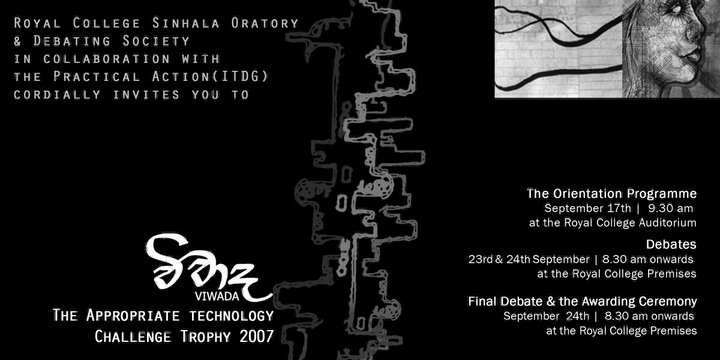 Royal College Sinhala Oratory
& Debating Society
in collaboration with
the Practical Action(ITDG)
cordially invites you to
විවාද
VIWADA
The Appropriate technology
Challenge Trophy 2007
The Orientation Programme
September 17th | 9.30 am
at the Royal College Auditorium
Debates
23rd & 24th September | 8.30 am onwards
at the Royal College Premises
Final Debate & the Awarding Ceremony
September 24th | 8.30 am onwards
at the Royal College Premises